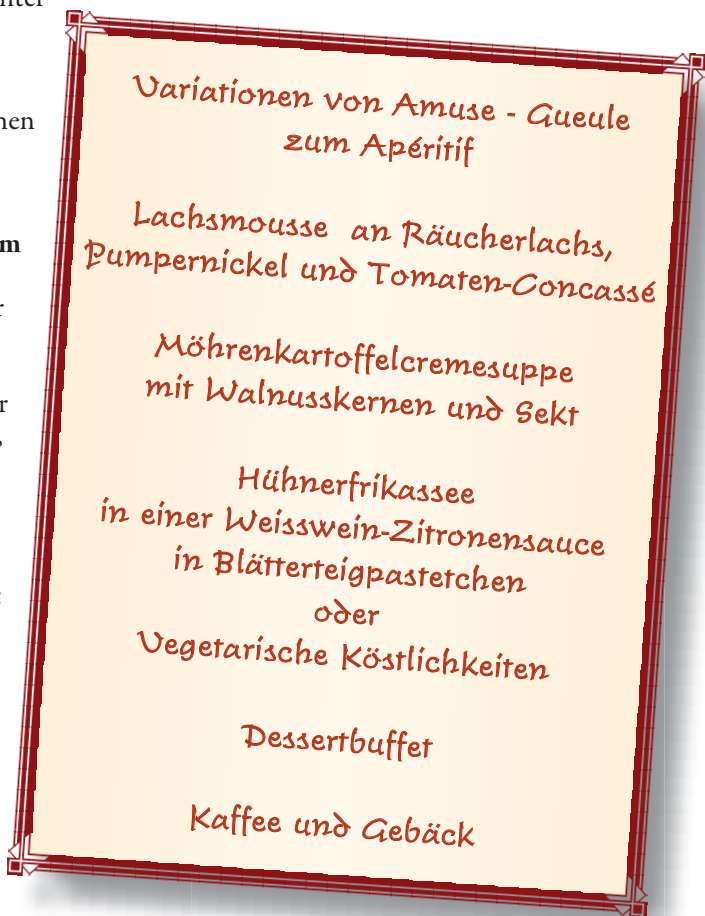 Variationen von Amuse - Gueule
zum Apéritif
Lachsmousse an Räucherlachs,
Pumpernickel und Tomaten-Concassé
Möhrenkartoffelcremesuppe
mit Walnusskernen und Sekt
Hühnerfrikassee
in einer Weisswein-Zitronensauce
in Blätterteigpastetchen
oder
Vegetarische Köstlichkeiten
Dessertbuffet
Kaffee und Gebäck